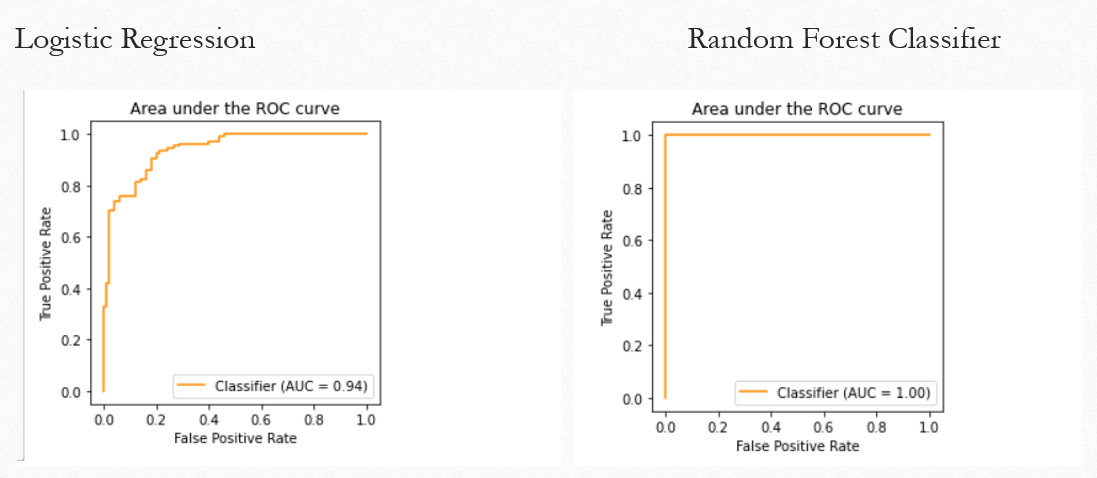 Logistic Regression
Random Forest Classifier
Area under the ROC curve
1.0
0.8
0.6
0.4
0.2
0.0
True Positive Rate
Classifier (AUC = 0.94)
0.0 0.2 0.4 0.6 0.8 1.0
False Positive Rate
Area under the ROC curve
1.0
0.8
0.6
0.4
0.2
0.0
True Positive Rate
Classifier (AUC = 1.00)
0.0 0.2 0.4 0.6 0.8 1.0
False Positive Rate